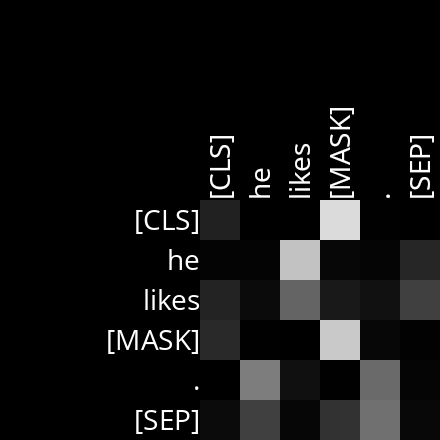 [CLS]
he
likes
[MASK]
.
[SEP]
[CLS]
he
likes
[MASK]
.
[SEP]